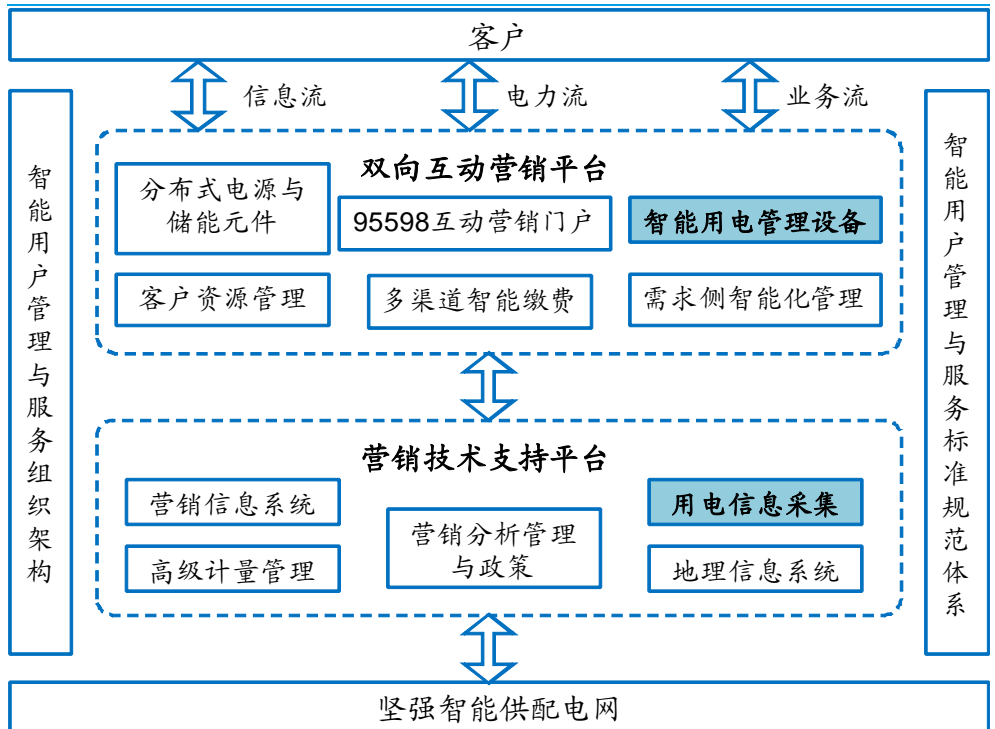 客户
信息流
电力流
业务流
智能用户管理与服务组织架构
双向互动营销平台
分布式电源与
储能元件
95598互动营销门户
智能用电管理设备
客户资源管理
多渠道智能缴费
需求侧智能化管理
营销技术支持平台
营销信息系统
营销分析管理
与政策
用电信息采集
高级计量管理
地理信息系统
智能用户管理与服务标准规范体系
坚强智能供配电网